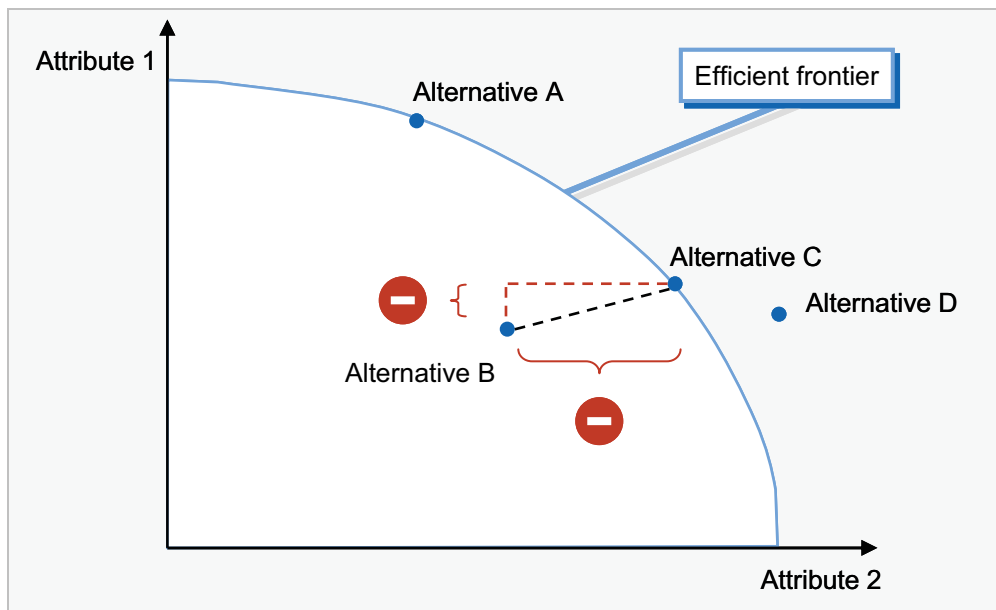 Attribute 1
Efficient frontier
Alternative A
Alternative C
Alternative D
Alternative B
Attribute 2